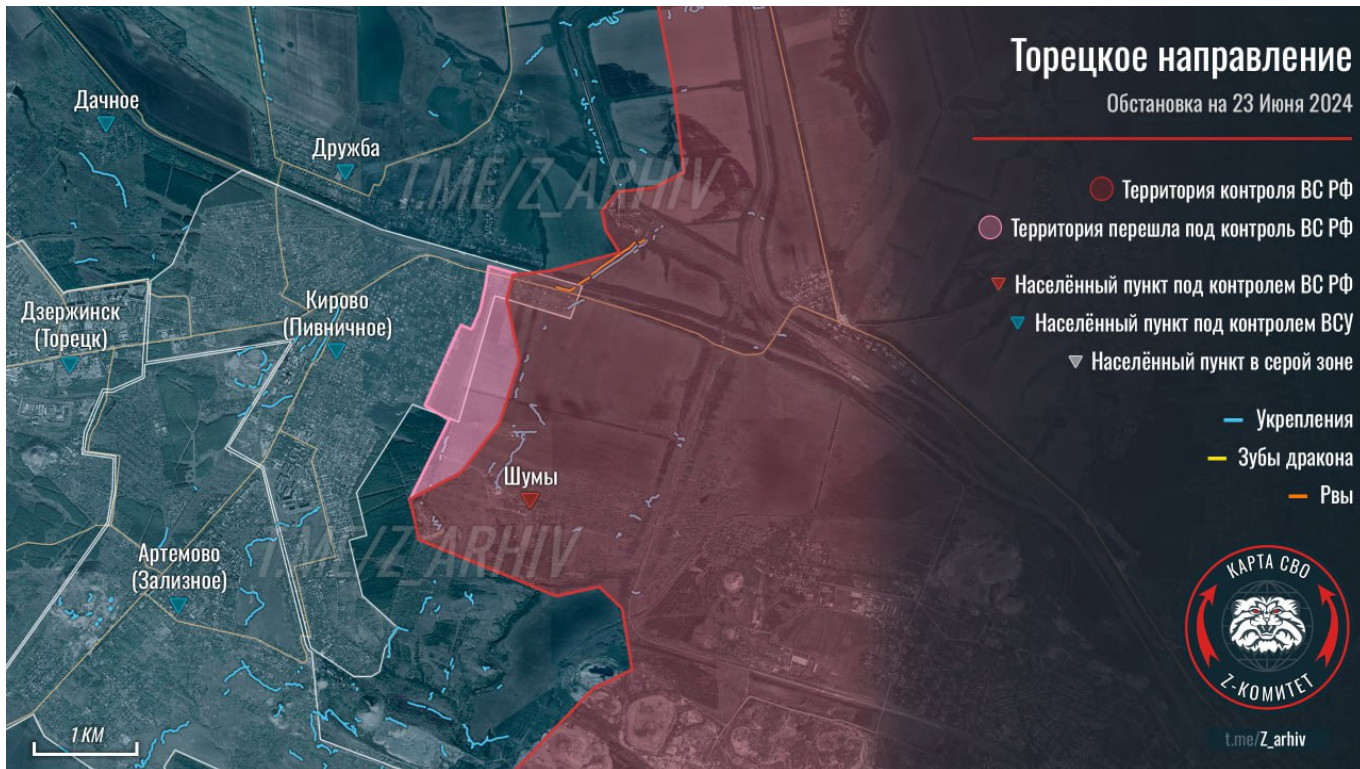 Торецкое направление
Обстановка на 23 Июня 2024
Территория контроля ВС РФ
Территория перешла под контроль ВС РФ
Населённый пункт под контролем ВС РФ
Населённый пункт под контролем ВСУ
Населённый пункт в серой зоне
Укрепления
Зубы дракона
Рвы
Дачное
Дружба
T.ME/Z_ARHIV
Дзержинск
(Торецк)
Кирово
(Пивничное)
Шумы
T.ME/Z_ARHIV
Артемово
(Зализное)
1 КМ
КАРТА СВО
Z-КОМИТЕТ
t.me/Z_arhiv